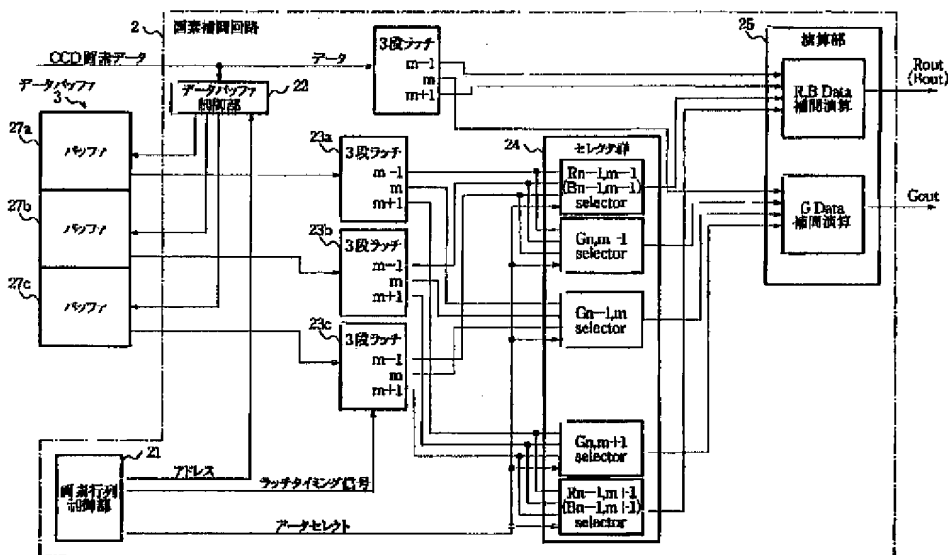 2
画素補間回路
CCD 画素データ
データ
データバッファ
3
データバッファ
制御部
22
3段ラッチ
m−1
m
m+1
25
演算部
R,B Data
補間演算
G Data
補間演算
Rout
(Bout)
Gout
27a
バッファ
27b
バッファ
27c
バッファ
23a
3段ラッチ
m−1
m
m+1
23b
3段ラッチ
m−1
m
m+1
23c
3段ラッチ
m−1
m
m+1
24
セレクタ群
Rn−1,m−1
(Bn−1,m−1)
selector
Gn,m−1
selector
Gn−1,m
selector
Gn,m+1
selector
Rn−1,m+1
(Bn−1,m+1)
selector
21
画素行列
制御部
アドレス
ラッチタイミング信号
データセレクト